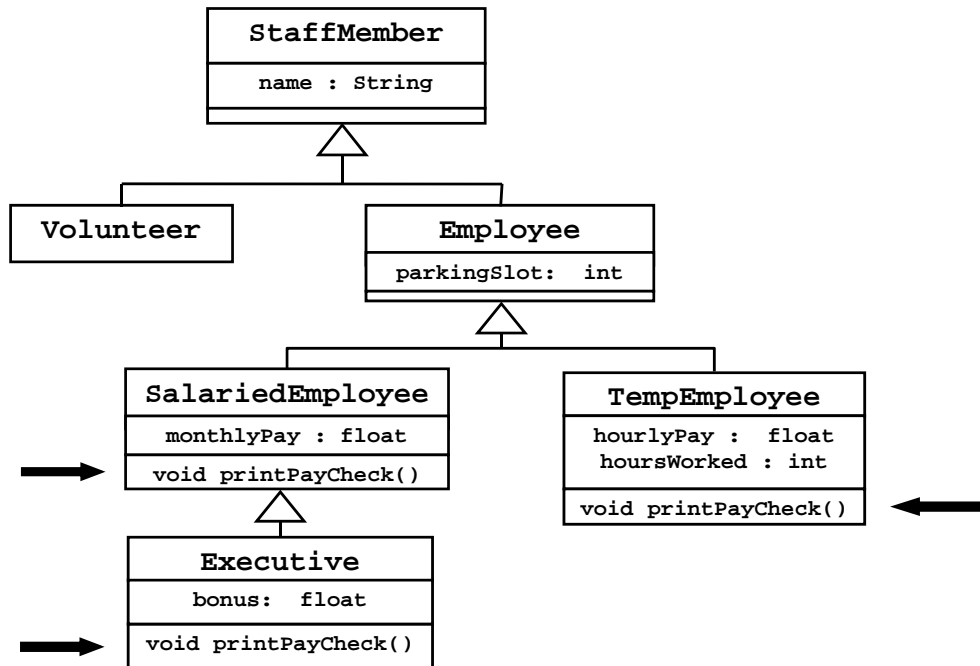 StaffMember
name : String
Volunteer
Employee
parkingSlot: int
SalariedEmployee
monthlyPay : float
void printPayCheck()
TempEmployee
hourlyPay : float
hoursWorked : int
void printPayCheck()
Executive
bonus: float
void printPayCheck()